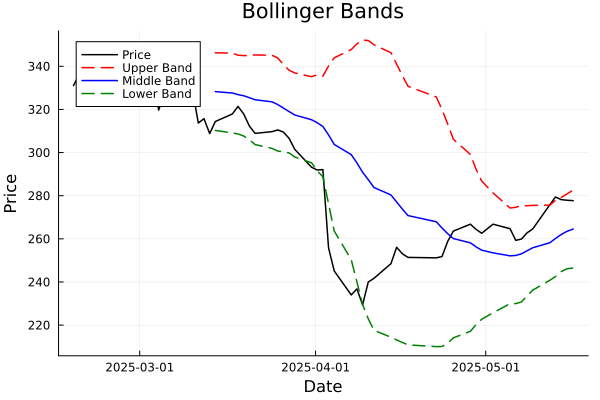 Bollinger Bands
Price
Upper Band
Middle Band
Lower Band
340
320
300
280
260
240
220
Price
2025-03-01
2025-04-01
2025-05-01
Date